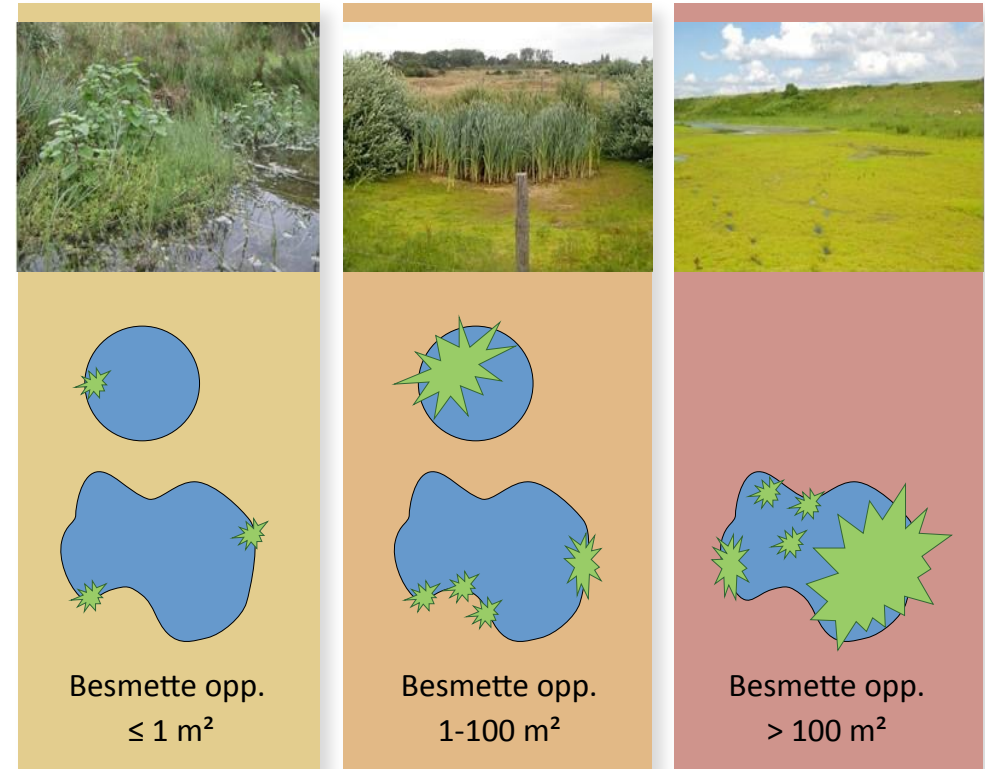 Besmette opp.
≤ 1 m²
Besmette opp.
1-100 m²
Besmette opp.
> 100 m²